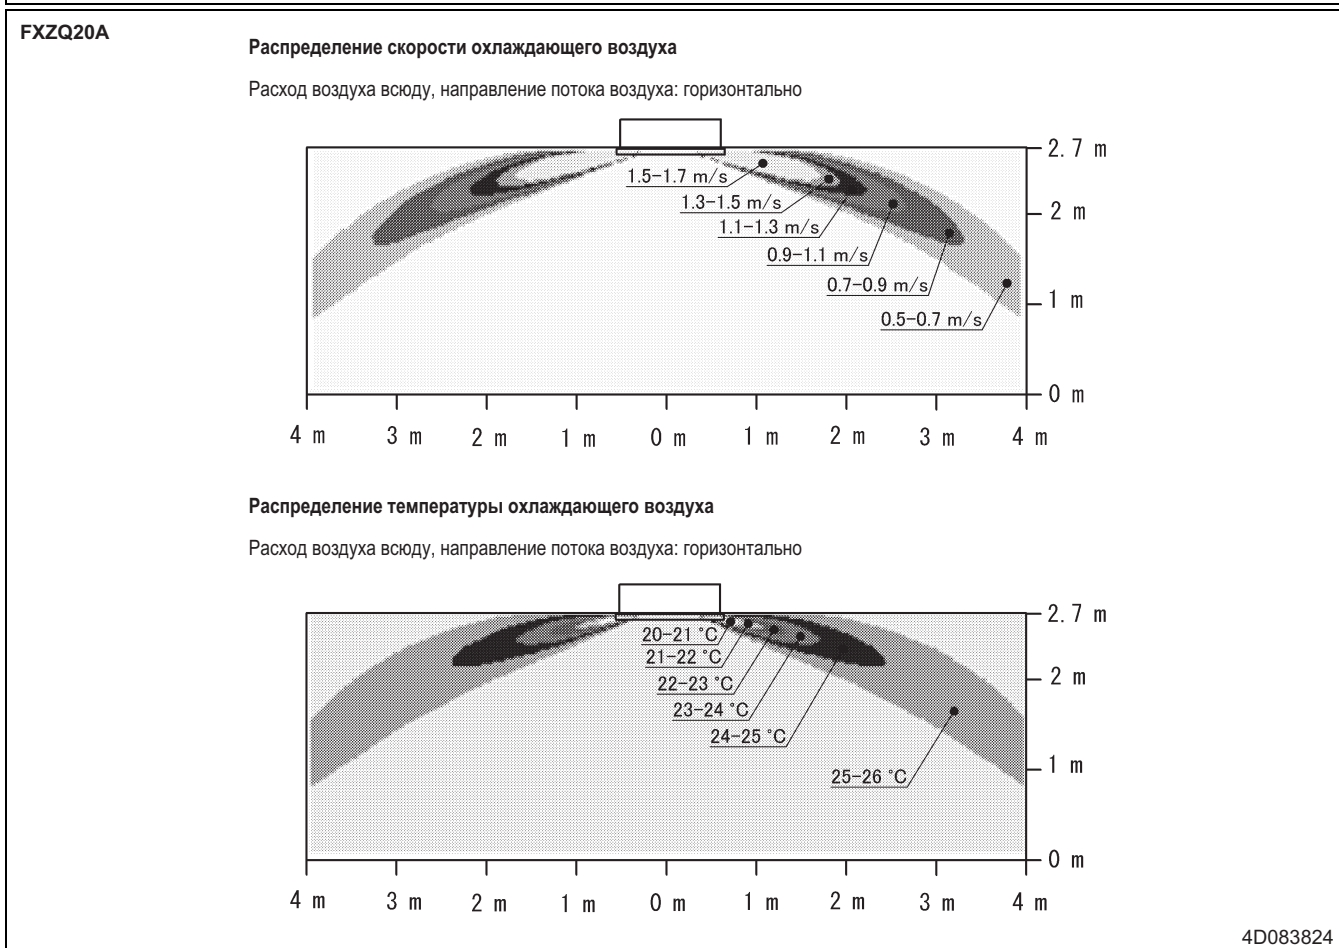 FXZQ20A
Распределение скорости охлаждающего воздуха
Расход воздуха всюду, направление потока воздуха: горизонтально
2.7 m
1.5-1.7 m/s
1.3-1.5 m/s
2 m
1.1-1.3 m/s
0.9-1.1 m/s
0.7-0.9 m/s
1 m
0.5-0.7 m/s
0 m
4 m 3 m 2 m 1 m 0 m 1 m 2 m 3 m 4 m
Распределение температуры охлаждающего воздуха
Расход воздуха всюду, направление потока воздуха: горизонтально
2.7 m
20-21 °C
21-22 °C
2 m
22-23 °C
23-24 °C
24-25 °C
1 m
25-26 °C
0 m
4 m 3 m 2 m 1 m 0 m 1 m 2 m 3 m 4 m
4D083824